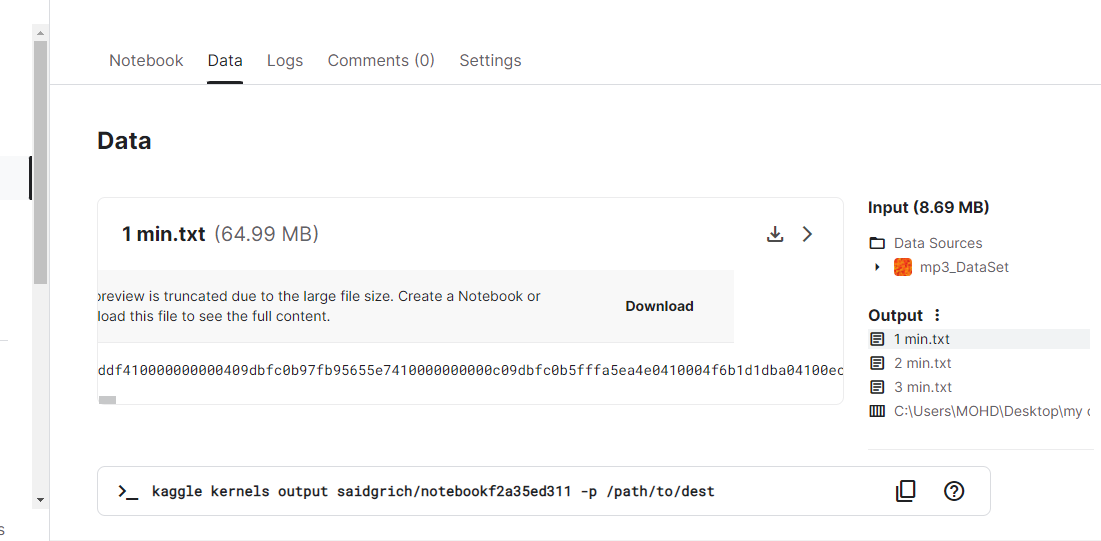 Notebook
Data
Logs
Comments (0)
Settings
Data
1 min.txt (64.99 MB)
preview is truncated due to the large file size. Create a Notebook or
load this file to see the full content.
Download
ddf410000000000409dbfc0b97fb95655e7410000000000c09dbfc0b5fffa5ea4e0410004f6b1d1dba04100ec
Input (8.69 MB)
Data Sources
mp3_DataSet
Output
1 min.txt
2 min.txt
3 min.txt
C:\Users\MOHD\Desktop\my
kaggle kernels output saidgrich/notebookf2a35ed311 -p /path/to/dest
s